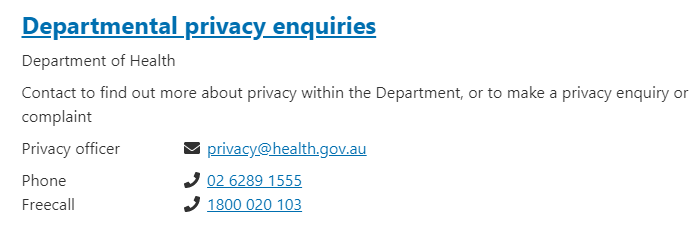 Departmental privacy enquiries
Department of Health
Contact to find out more about privacy within the Department, or to make a privacy enquiry or
complaint
Privacy officer privacy@health.gov.au
Phone 02 6289 1555
Freecall 1800 020 103